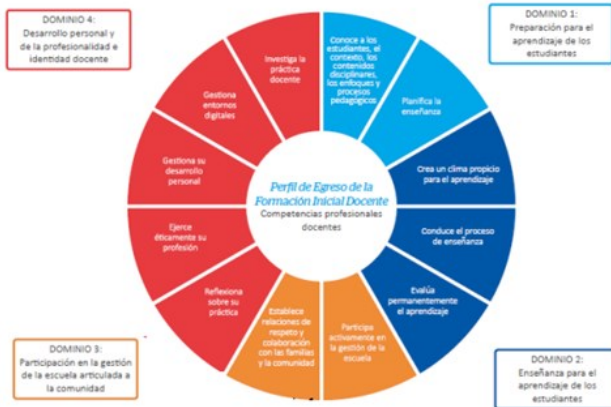 DOMINIO 4:
Desarrollo personal y
de la profesionalidad e
identidad docente
DOMINIO 1:
Preparación para el
aprendizaje de los
estudiantes
Investiga la
práctica
docente
Conoce a los
estudiantes, el
contexto, los
contenidos
disciplinares,
los enfoques y
procesos
pedagógicos
Planifica la
enseñanza
Crea un clima propicio
para el aprendizaje
Conduce el proceso
de enseñanza
Evalúa
permanentemente
el aprendizaje
Participa
activamente en
la gestión de la
escuela
Establece
relaciones de
respeto y
colaboración
con las familias
y la comunidad
Reflexiona
sobre su
práctica
Ejerce
éticamente su
profesión
Gestiona su
desarrollo
personal
Gestiona
entornos
digitales
Perfil de Egreso de la
Formación Inicial Docente
Competencias profesionales
docentes
DOMINIO 3:
Participación en la gestión
de la escuela articulada a
la comunidad
DOMINIO 2:
Enseñanza para el
aprendizaje de los
estudiantes